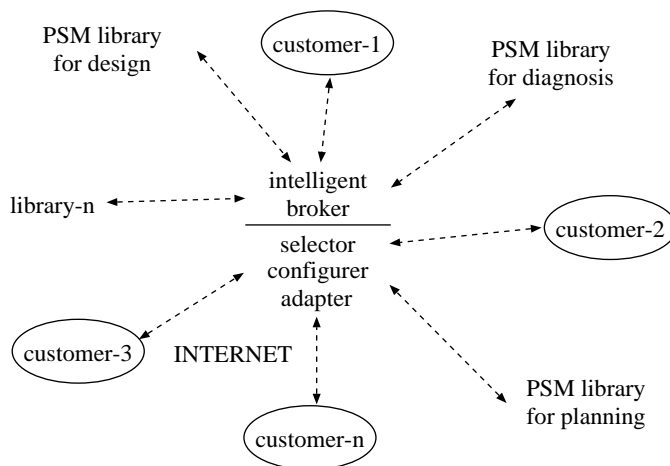 PSM library
for design
customer-1
PSM library
for diagnosis
intelligent
broker
library-n
selector
configurer
adapter
customer-2
customer-3
INTERNET
customer-n
PSM library
for planning